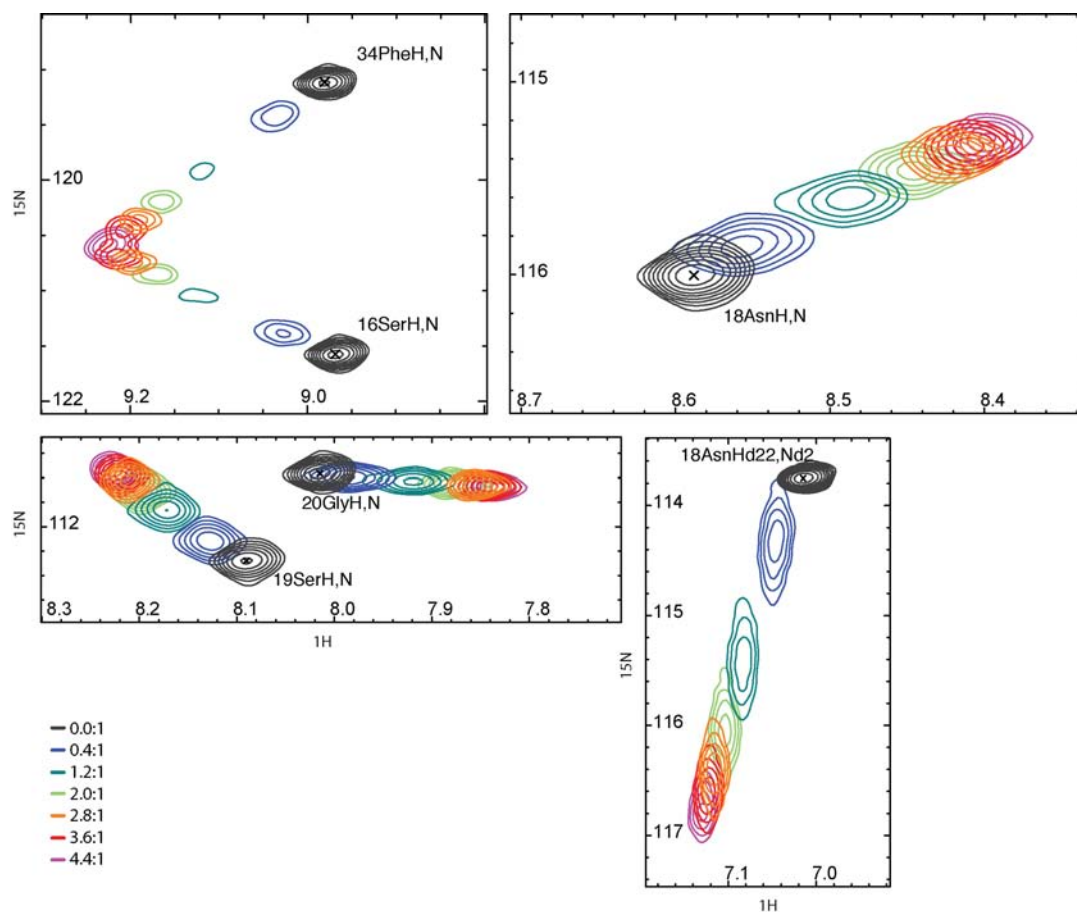 34PheH,N
15N
120
16SerH,N
122
9.2
9.0
115
15N
116
18AsnH,N
8.7
8.6
8.5
8.4
15N
112
20GlyH,N
19SerH,N
8.3
8.2
8.1
8.0
7.9
7.8
1H
18AsnHd22,Nd2
114
115
15N
116
117
7.1
7.0
1H
0.0:1
0.4:1
1.2:1
2.0:1
2.8:1
3.6:1
4.4:1